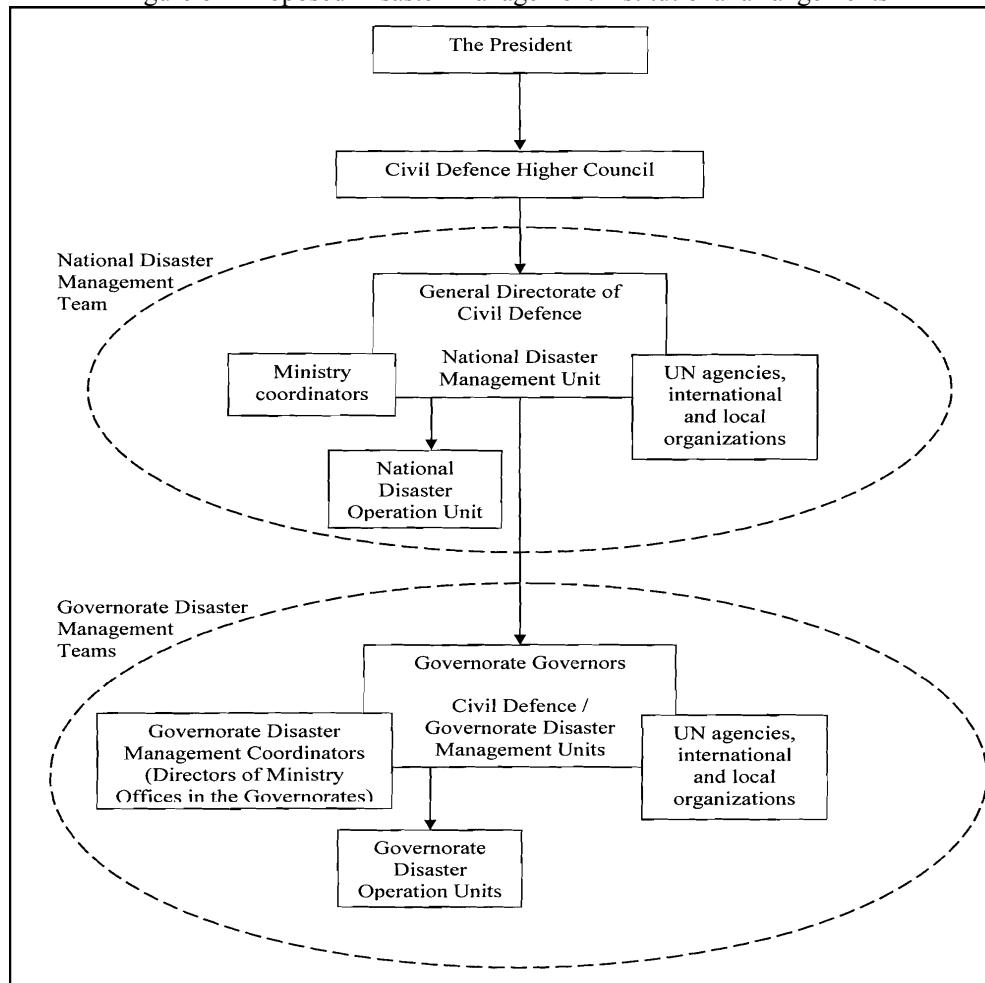 The President
Civil Defence Higher Council
National Disaster
Management
Team
General Directorate of
Civil Defence
National Disaster
Management Unit
Ministry
coordinators
UN agencies,
international
and local
organizations
National
Disaster
Operation Unit
Governorate Disaster
Management
Teams
Governorate Governors
Civil Defence /
Governorate Disaster
Management Units
Governorate Disaster
Management Coordinators
(Directors of Ministry
Offices in the Governorates)
UN agencies,
international
and local
organizations
Governorate
Disaster
Operation Units